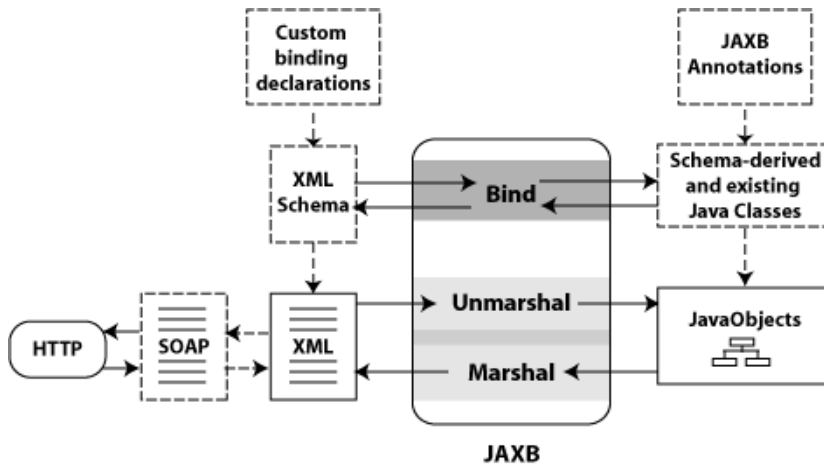 Custom
binding
declarations
JAXB
Annotations
XML
Schema
Bind
Schema-derived
and existing
Java Classes
HTTP
SOAP
XML
Unmarshal
Marshal
JavaObjects
JAXB